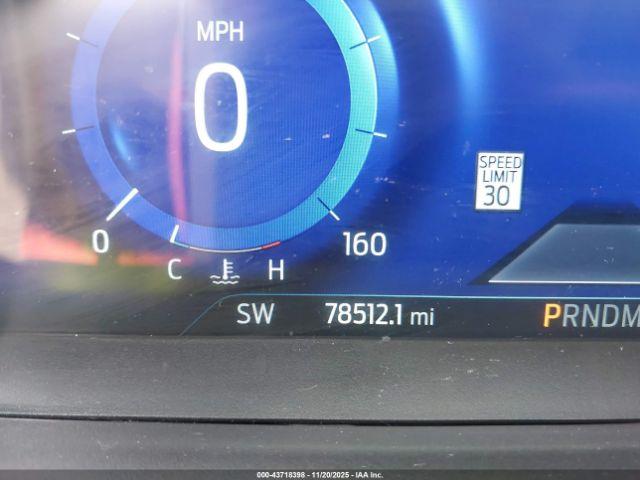 MPH
0
SPEED
LIMIT
30
0 160
C H
SW 78512.1 mi PRNDM
000-43718398 - 11/20/2025 - IAA Inc.